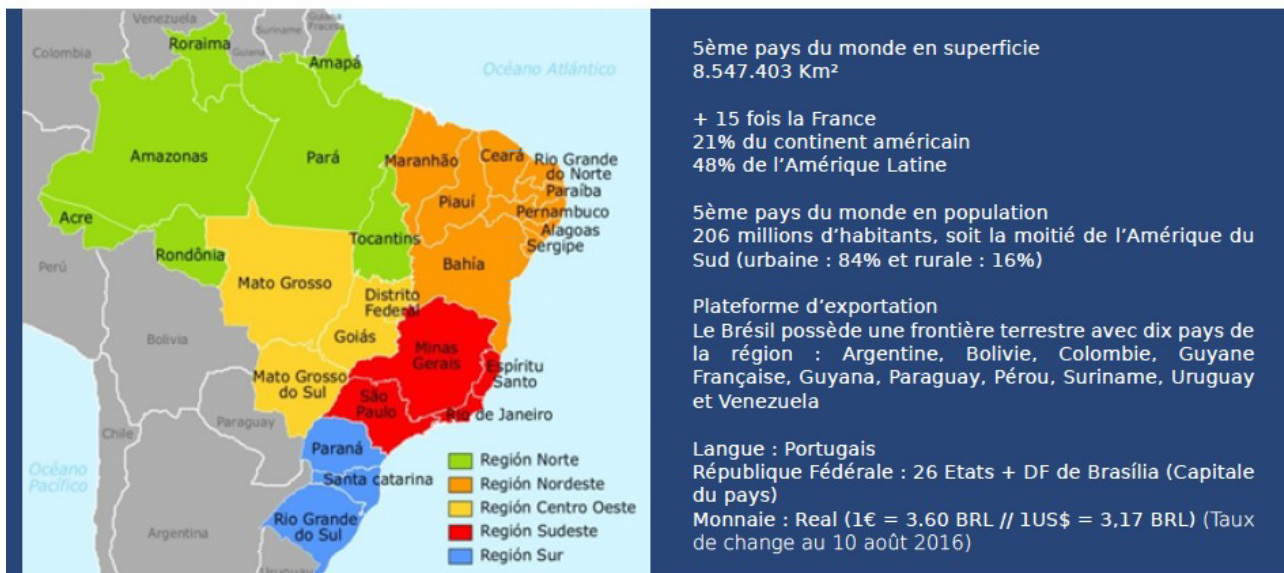 Venezuela
Guiana
Francesa
Surinam
Guiana
Colombia
Roraima
Amapá
Océano Atlántico
Amazonas
Pará
Maranhão
Ceará
Rio Grande
do Norte
Paraíba
Piauí
Pernambuco
Acre
Alagoas
Sergipe
Tocantins
Rondônia
Perú
Bahía
Mato Grosso
Distrito
Federal
Goiás
Bolivia
Minas
Gerais
Espíritu
Santo
Mato Grosso
do Sul
São
Paulo
Rio de Janeiro
Paraguay
Chile
Paraná
Santa catarina
Océano
Pacífico
Rio Grande
do Sul
Argentina
Uruguay
Región Norte
Región Nordeste
Región Centro Oeste
Región Sudeste
Región Sur
5ème pays du monde en superficie
8.547.403 Km²
+ 15 fois la France
21% du continent américain
48% de l’Amérique Latine
5ème pays du monde en population
206 millions d’habitants, soit la moitié de l’Amérique du
Sud (urbaine : 84% et rurale : 16%)
Plateforme d’exportation
Le Brésil possède une frontière terrestre avec dix pays de
la région : Argentine, Bolivie, Colombie, Guyane
Française, Guyana, Paraguay, Pérou, Suriname, Uruguay
et Venezuela
Langue : Portugais
République Fédérale : 26 Etats + DF de Brasília (Capitale
du pays)
Monnaie : Real (1€ = 3.60 BRL // 1US$ = 3,17 BRL) (Taux
de change au 10 août 2016)